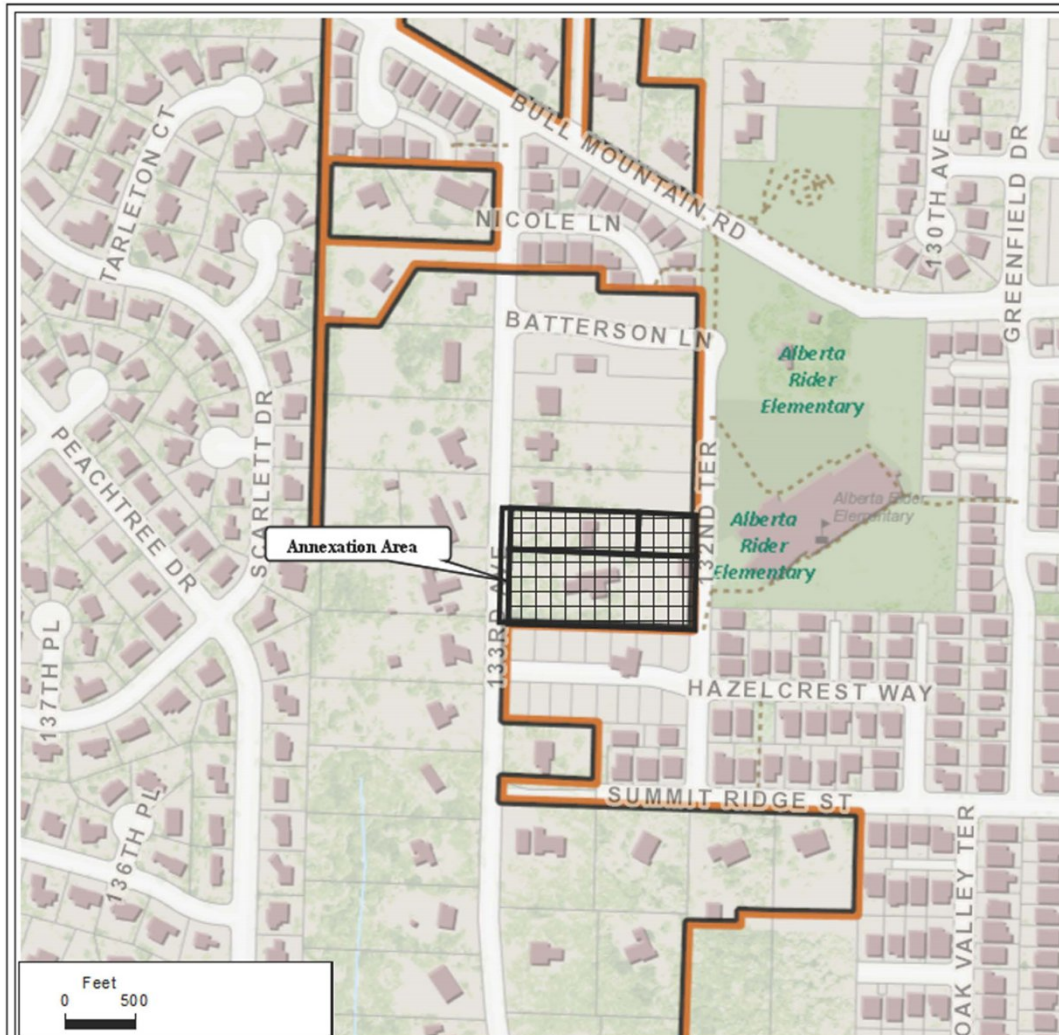 TARLETON CT
BULL MOUNTAIN RD
130TH AVE
GREENFIELD DR
NICOLE LN
BATTERSON LN
Alberta
Rider
Elementary
PEACHTREE DR
SCARLETT DR
132ND TER
Alberta Rider
Elementary
Alberta
Rider
Elementary
Annexation Area
133RD AVE
137TH PL
HAZELCREST WAY
136TH PL
SUMMIT RIDGE ST
OAK VALLEY TER
Feet
0 500